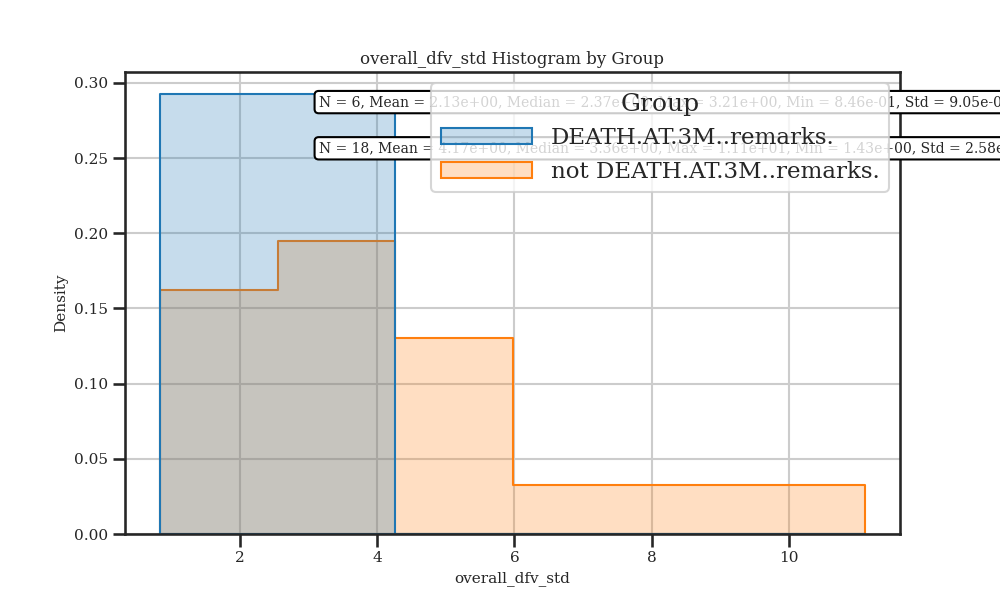 overall_dfv_std Histogram by Group
0.30
0.25
0.20
0.15
0.10
0.05
0.00
Density
N = 6, Mean = 2.13e+00, Median = 2.37e+00, Max = 3.21e+00, Min = 8.46e-01, Std = 9.05e-0
N = 18, Mean = 4.17e+00, Median = 3.36e+00, Max = 1.11e+01, Min = 1.43e+00, Std = 2.58e
Group
DEATH.AT.3M..remarks.
not DEATH.AT.3M..remarks.
2 4 6 8 10
overall_dfv_std